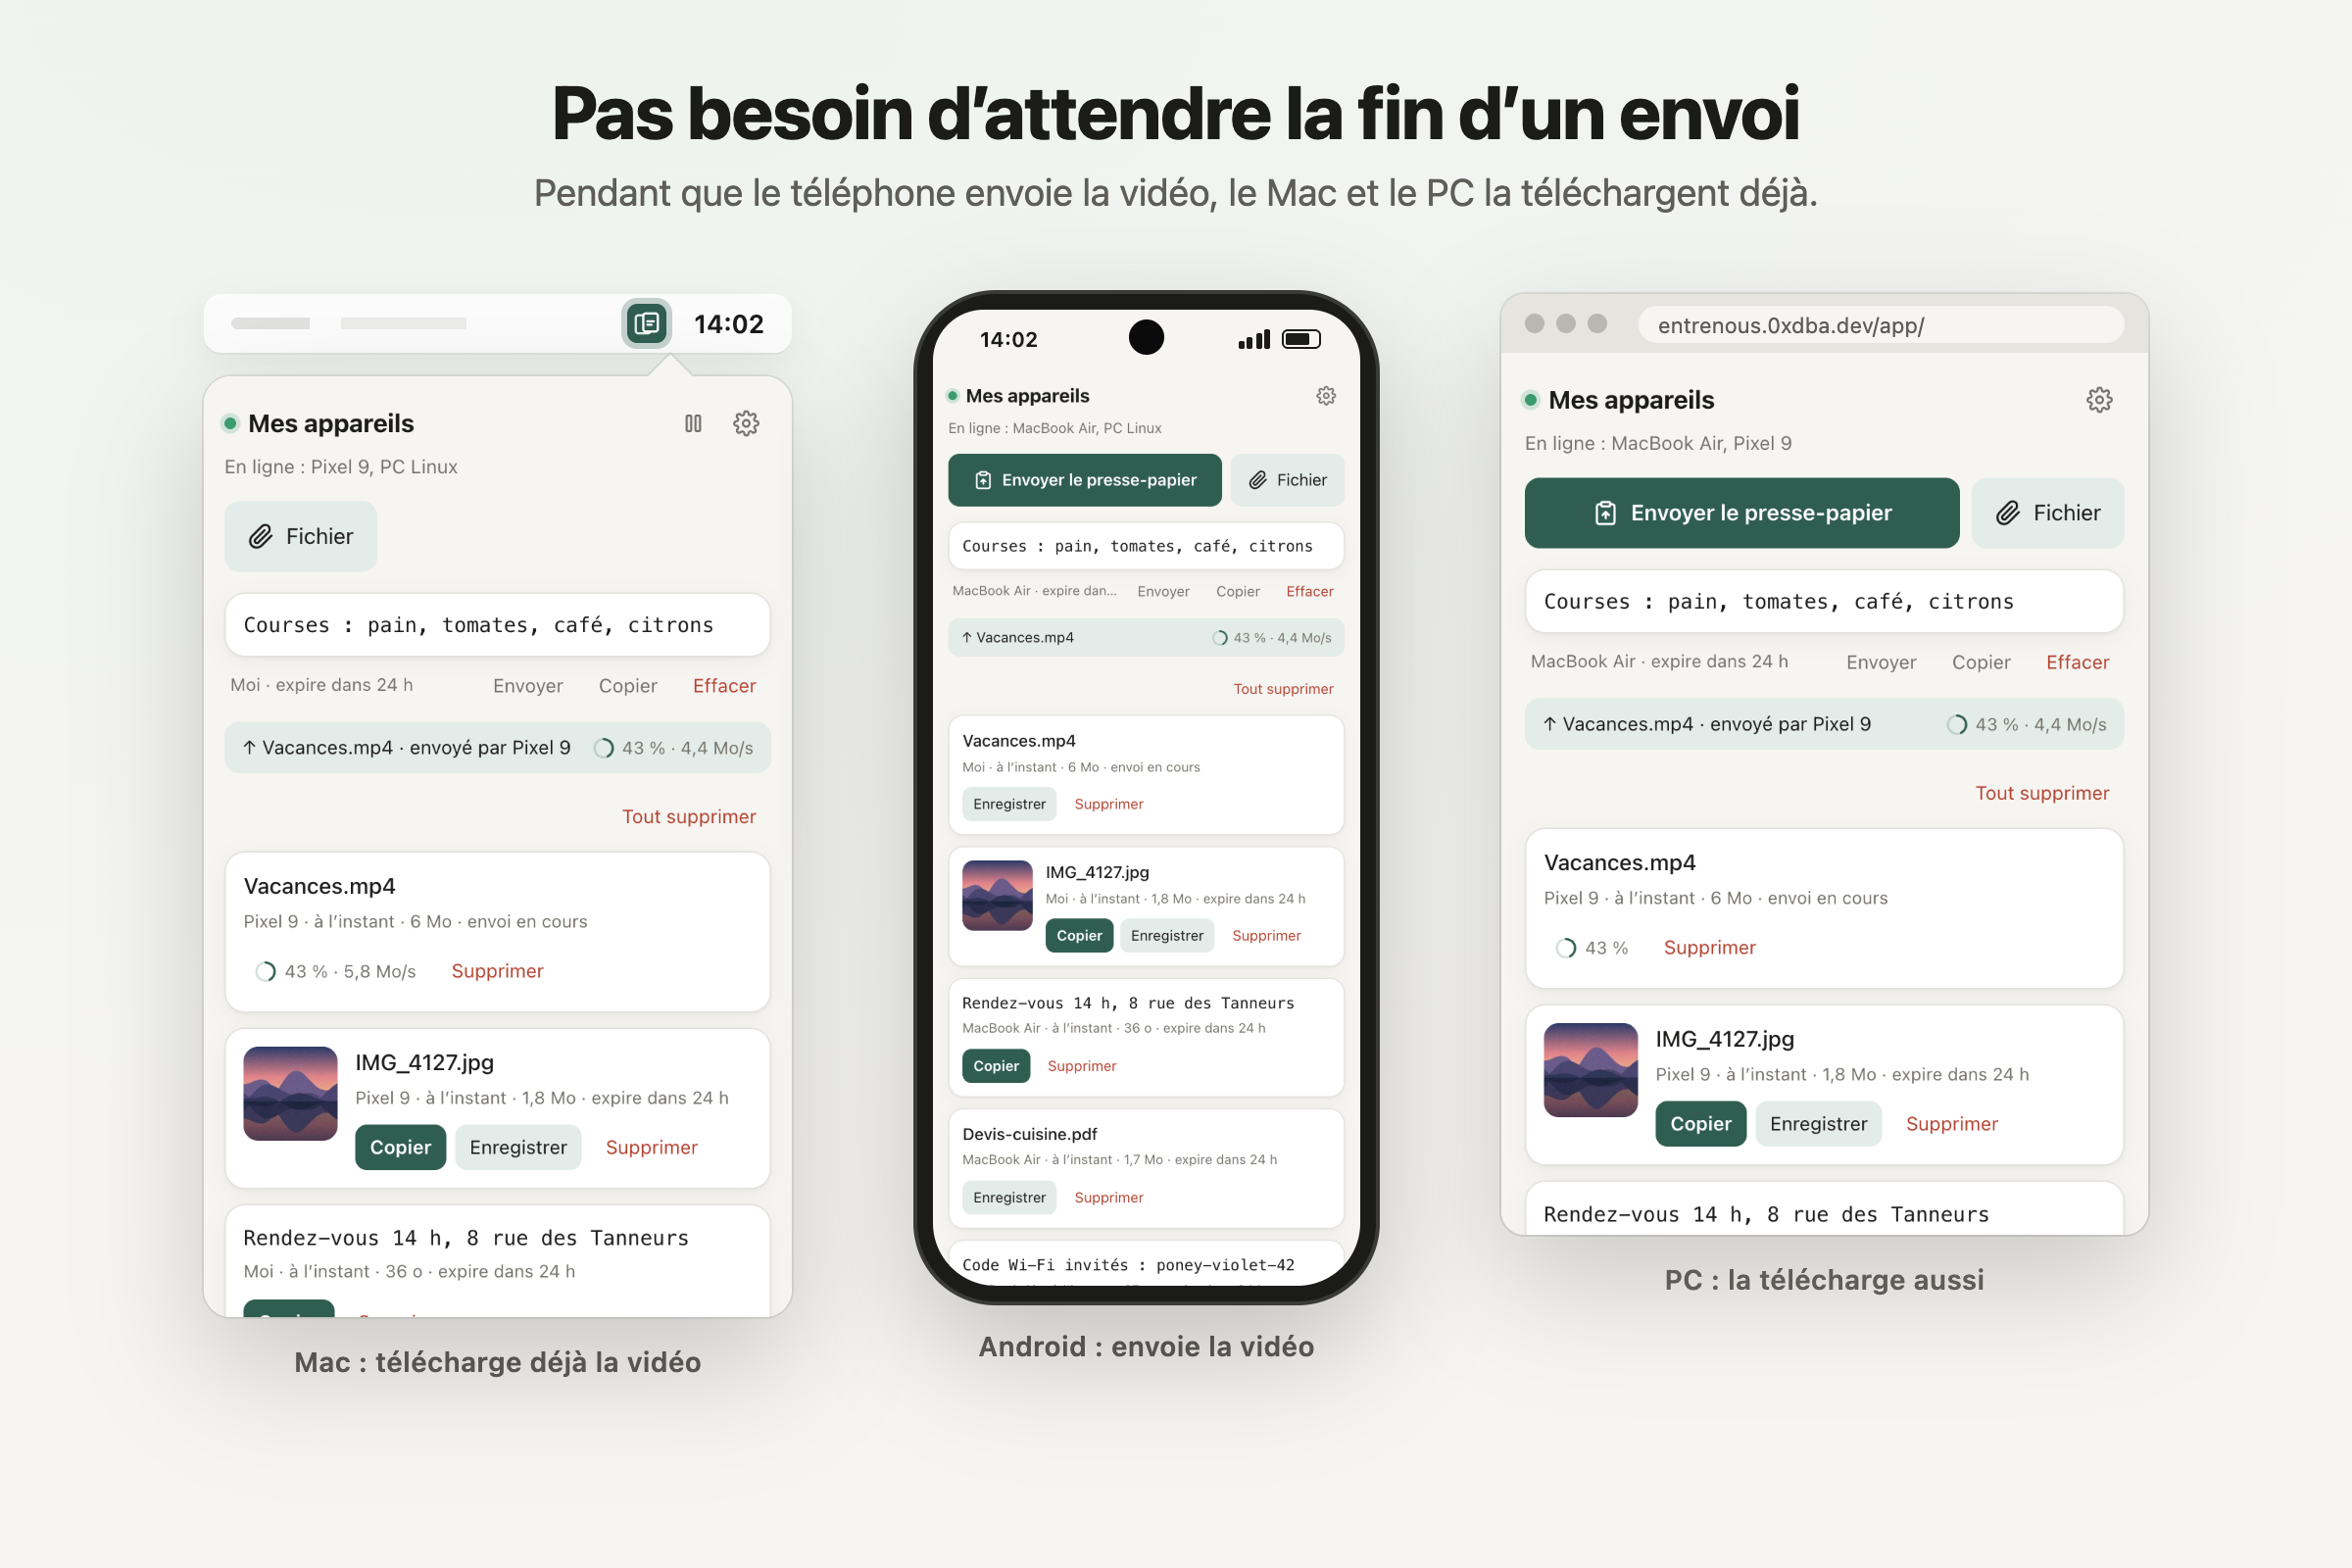 Pas besoin d’attendre la fin d’un envoi
Pendant que le téléphone envoie la vidéo, le Mac et le PC la téléchargent déjà.
14:02
Mes appareils
En ligne : Pixel 9, PC Linux
Fichier
Courses : pain, tomates, café, citrons
Moi · expire dans 24 h Envoyer Copier Effacer
↑ Vacances.mp4 · envoyé par Pixel 9 43 % · 4,4 Mo/s
Tout supprimer
Vacances.mp4
Pixel 9 · à l’instant · 6 Mo · envoi en cours
43 % · 5,8 Mo/s Supprimer
IMG_4127.jpg
Pixel 9 · à l’instant · 1,8 Mo · expire dans 24 h
Copier Enregistrer Supprimer
Rendez-vous 14 h, 8 rue des Tanneurs
Moi · à l’instant · 36 o · expire dans 24 h
Mac : télécharge déjà la vidéo
14:02
Mes appareils
En ligne : MacBook Air, PC Linux
Envoyer le presse-papier Fichier
Courses : pain, tomates, café, citrons
MacBook Air · expire dan... Envoyer Copier Effacer
↑ Vacances.mp4 43 % · 4,4 Mo/s
Tout supprimer
Vacances.mp4
Moi · à l’instant · 6 Mo · envoi en cours
Enregistrer Supprimer
IMG_4127.jpg
Moi · à l’instant · 1,8 Mo · expire dans 24 h
Copier Enregistrer Supprimer
Rendez-vous 14 h, 8 rue des Tanneurs
MacBook Air · à l’instant · 36 o · expire dans 24 h
Copier Supprimer
Devis-cuisine.pdf
MacBook Air · à l’instant · 1,7 Mo · expire dans 24 h
Enregistrer Supprimer
Code Wi-Fi invités : poney-violet-42
Android : envoie la vidéo
entrenous.0xdba.dev/app/
Mes appareils
En ligne : MacBook Air, Pixel 9
Envoyer le presse-papier Fichier
Courses : pain, tomates, café, citrons
MacBook Air · expire dans 24 h Envoyer Copier Effacer
↑ Vacances.mp4 · envoyé par Pixel 9 43 % · 4,4 Mo/s
Tout supprimer
Vacances.mp4
Pixel 9 · à l’instant · 6 Mo · envoi en cours
43 % Supprimer
IMG_4127.jpg
Pixel 9 · à l’instant · 1,8 Mo · expire dans 24 h
Copier Enregistrer Supprimer
Rendez-vous 14 h, 8 rue des Tanneurs
PC : la télécharge aussi